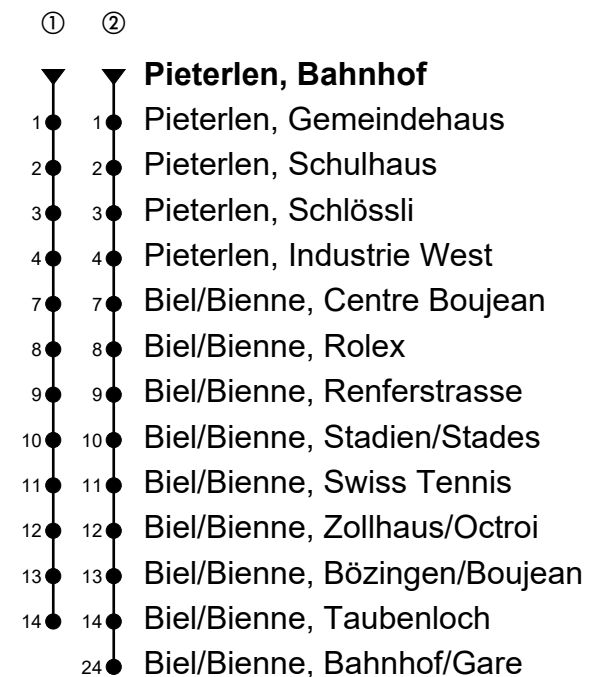 ① ②
Pieterlen, Bahnhof
1 1 Pieterlen, Gemeindehaus
2 2 Pieterlen, Schulhaus
3 3 Pieterlen, Schlössli
4 4 Pieterlen, Industrie West
7 7 Biel/Bienne, Centre Boujean
8 8 Biel/Bienne, Rolex
9 9 Biel/Bienne, Renferstrasse
10 10 Biel/Bienne, Stadien/Stades
11 11 Biel/Bienne, Swiss Tennis
12 12 Biel/Bienne, Zollhaus/Octroi
13 13 Biel/Bienne, Bözingen/Boujean
14 14 Biel/Bienne, Taubenloch
24 Biel/Bienne, Bahnhof/Gare